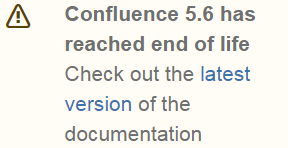 Confluence 5.6 has
reached end of life
Check out the latest
version of the
documentation